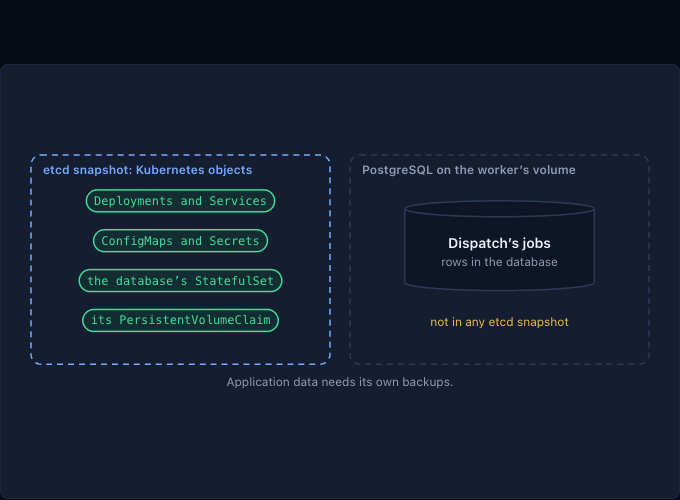 etcd snapshot: Kubernetes objects
Deployments and Services
ConfigMaps and Secrets
the database’s StatefulSet
its PersistentVolumeClaim
PostgreSQL on the worker’s volume
Dispatch’s jobs
rows in the database
not in any etcd snapshot
Application data needs its own backups.